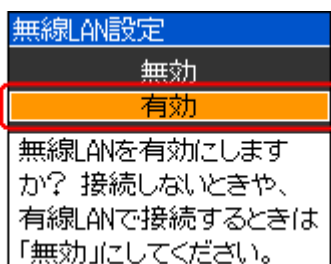 無線LAN設定
無効
有効
無線LANを有効にします
か? 接続しないときや、
有線LANで接続するときは
「無効」にしてください。